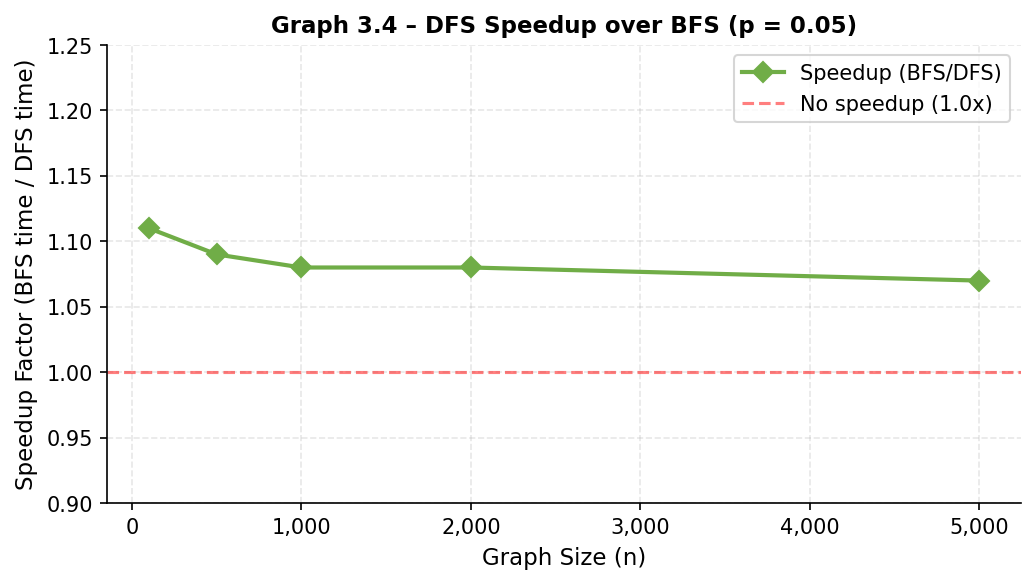 Graph 3.4 – DFS Speedup over BFS (p = 0.05)
Speedup (BFS/DFS)
No speedup (1.0x)
Speedup Factor (BFS time / DFS time)
1.25
1.20
1.15
1.10
1.05
1.00
0.95
0.90
0
1,000
2,000
3,000
4,000
5,000
Graph Size (n)